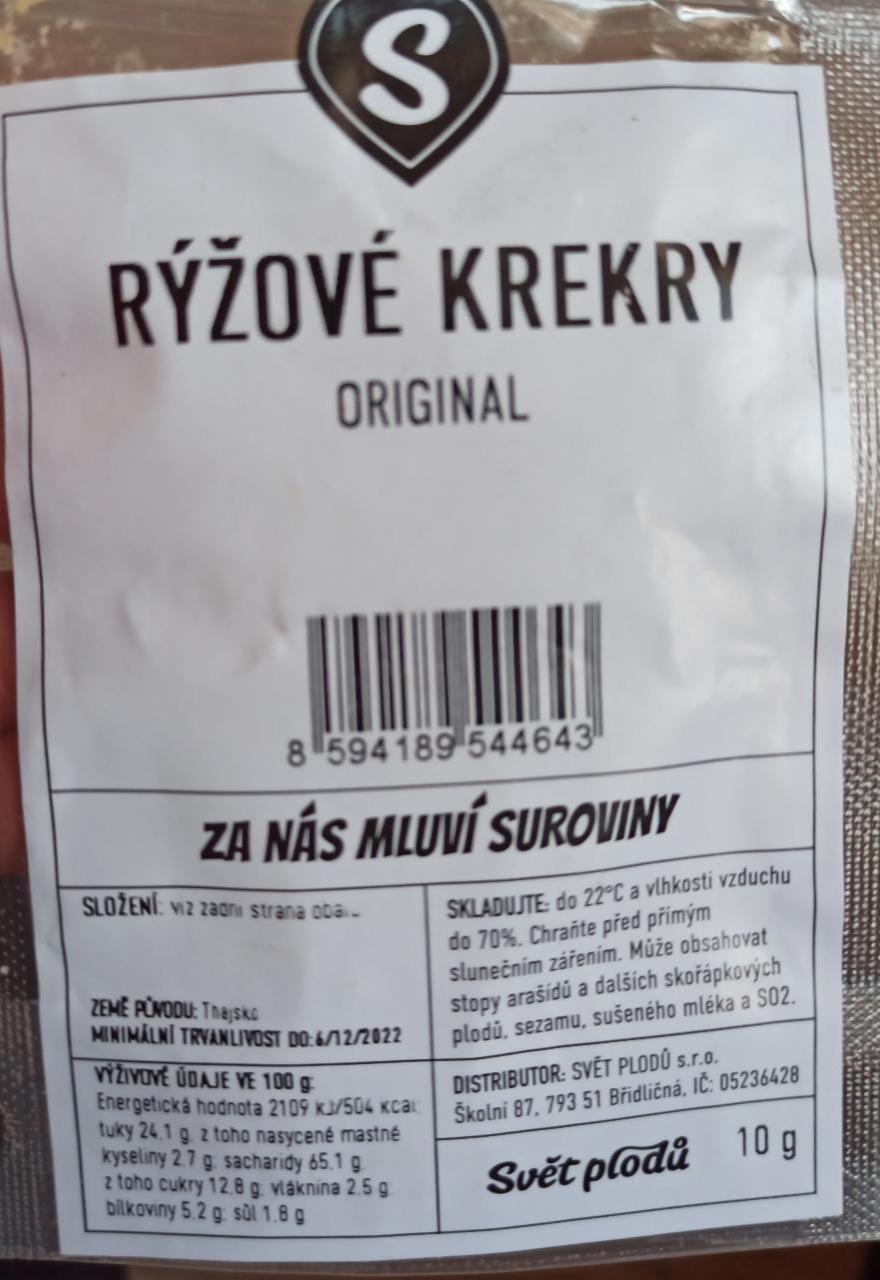 S
RÝŽOVÉ KREKRY
ORIGINAL
8 594189 544643
ZA NÁS MLUVÍ SUROVINY
SLOŽENÍ: viz zadní strana
ZEMĚ PŮVODU: Thajsko
MINIMÁLNÍ TRVANLIVOST DO: 6/12/2022
VÝŽIVOVÉ ÚDAJE VE 100 g:
Energetická hodnota 2109 kJ/504 kcal:
tuky 24.1 g, z toho nasycené mastné
kyseliny 2.7 g: sacharidy 65.1 g,
z toho cukry 12,8 g: vláknina 2.5 g
bílkoviny 5.2 g: sůl 1.8 g
SKLADUJTE: do 22°C a vlhkosti vzduchu
do 70%. Chraňte před přímým
slunečním zářením. Může obsahovat
stopy arašídů a dalších skořápkových
plodů, sezamu, sušeného mléka a SO2.
DISTRIBUTOR: SVĚT PLODŮ s.r.o.
Školní 87, 793 51 Břidličná, IČ: 05236428
Svět plodů 10 g